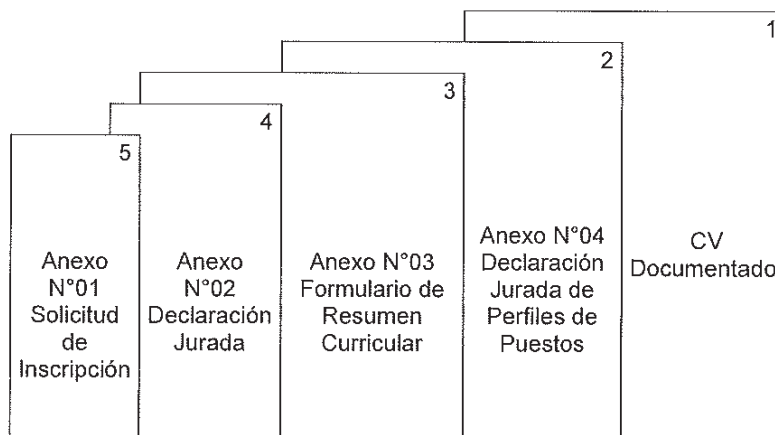 1
2
3
4
5
Anexo
N°01
Solicitud
de
Inscripción
Anexo
N°02
Declaración
Jurada
Anexo N°03
Formulario de
Resumen
Curricular
Anexo N°04
Declaración
Jurada de
Perfiles de
Puestos
CV
Documentado